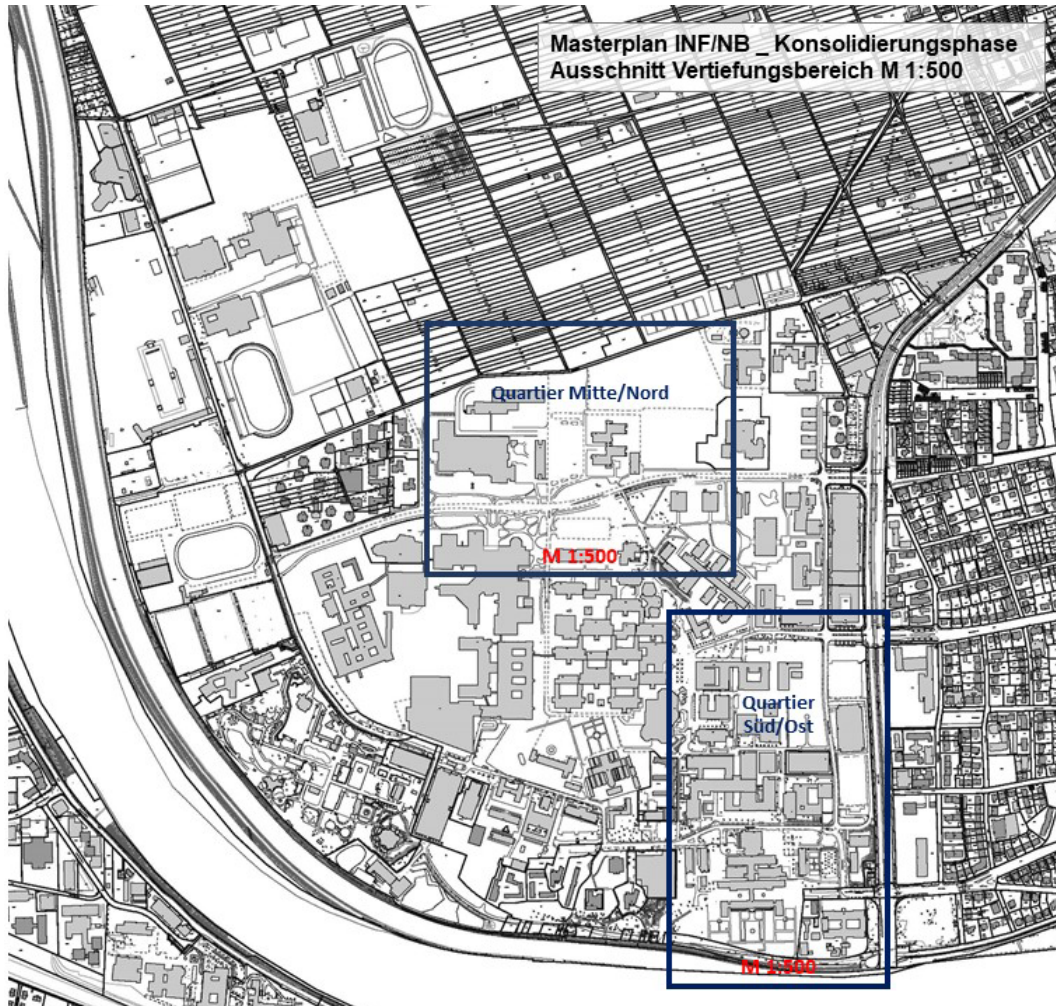 Masterplan INF/NB _ Konsolidierungsphase
Ausschnitt Vertiefungsbereich M 1:500
Quartier Mitte/Nord
M 1:500
Quartier
Süd/Ost
M 1:500